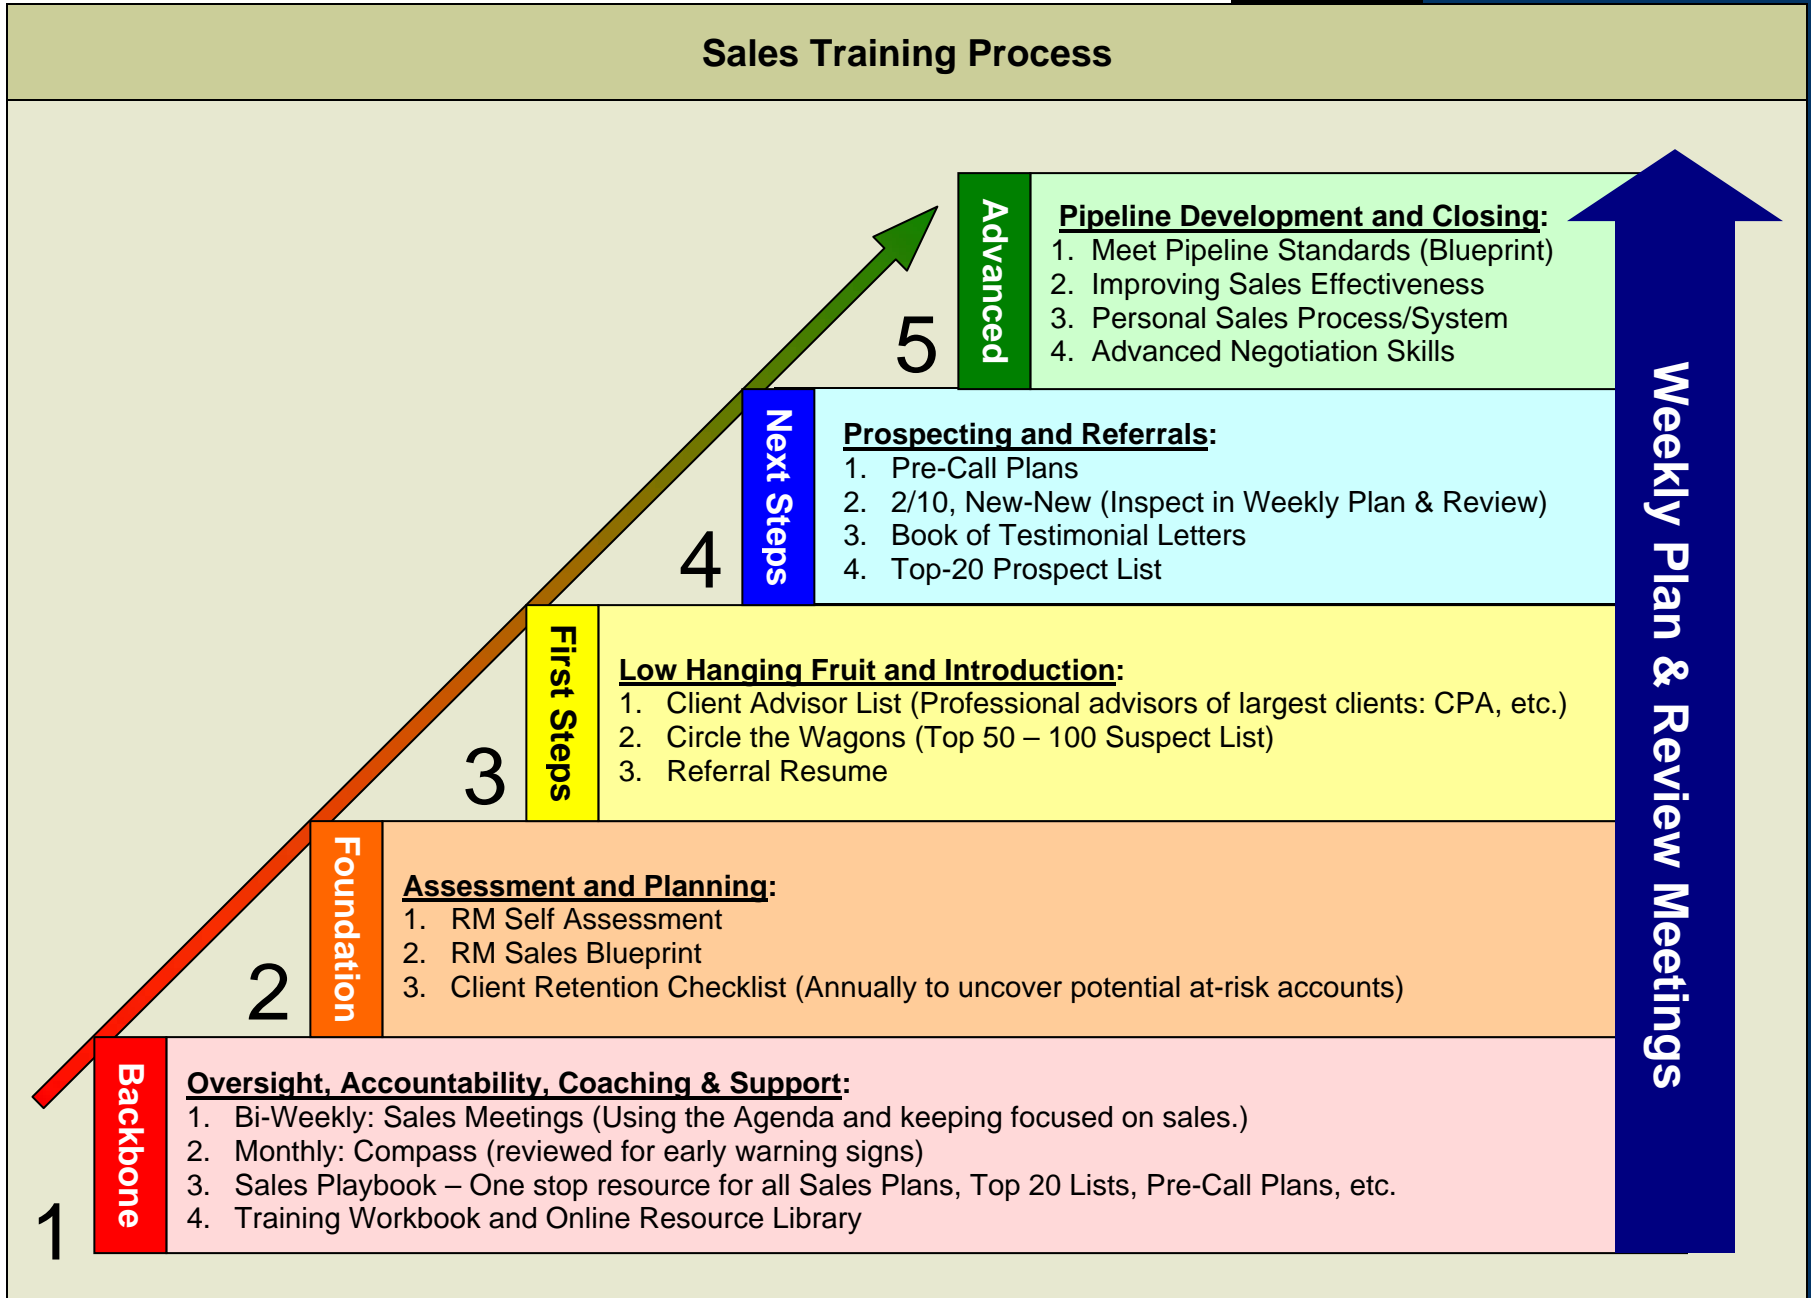 Sales Training Process
5
Advanced
Pipeline Development and Closing:
1. Meet Pipeline Standards (Blueprint)
2. Improving Sales Effectiveness
3. Personal Sales Process/System
4. Advanced Negotiation Skills
4
Next Steps
Prospecting and Referrals:
1. Pre-Call Plans
2. 2/10, New-New (Inspect in Weekly Plan & Review)
3. Book of Testimonial Letters
4. Top-20 Prospect List
3
First Steps
Low Hanging Fruit and Introduction:
1. Client Advisor List (Professional advisors of largest clients: CPA, etc.)
2. Circle the Wagons (Top 50 – 100 Suspect List)
3. Referral Resume
2
Foundation
Assessment and Planning:
1. RM Self Assessment
2. RM Sales Blueprint
3. Client Retention Checklist (Annually to uncover potential at-risk accounts)
1
Backbone
Oversight, Accountability, Coaching & Support:
1. Bi-Weekly: Sales Meetings (Using the Agenda and keeping focused on sales.)
2. Monthly: Compass (reviewed for early warning signs)
3. Sales Playbook – One stop resource for all Sales Plans, Top 20 Lists, Pre-Call Plans, etc.
4. Training Workbook and Online Resource Library
Weekly Plan & Review Meetings